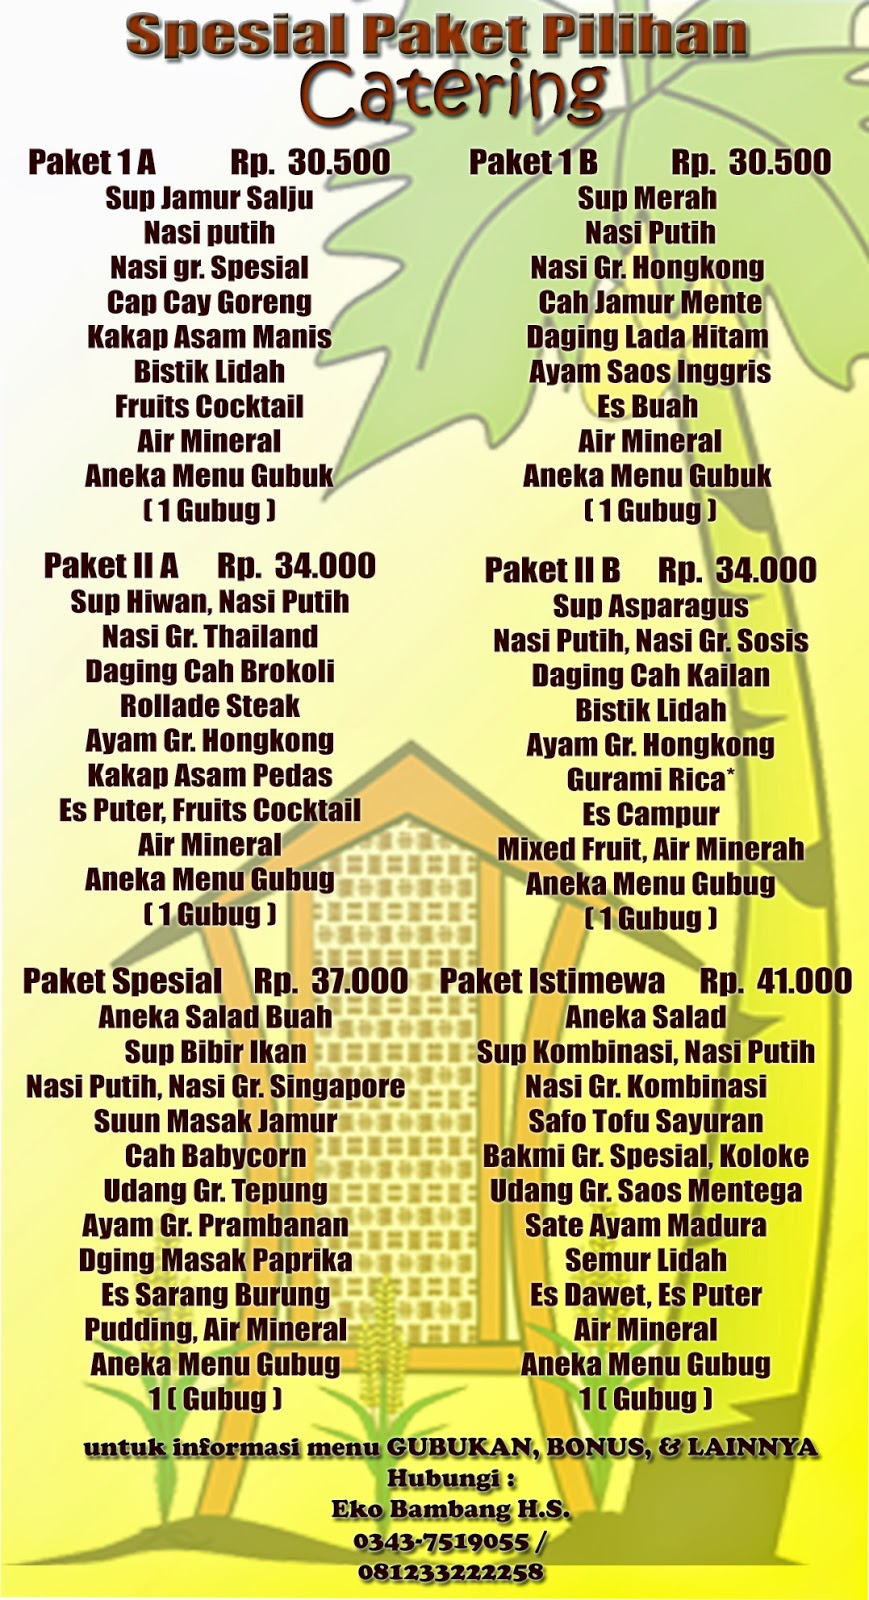 Spesial Paket Pilihan
Catering
Paket 1 A Rp. 30.500
Sup Jamur Salju
Nasi putih
Nasi gr. Spesial
Cap Cay Goreng
Kakap Asam Manis
Bistik Lidah
Fruits Cocktail
Air Mineral
Aneka Menu Gubuk
( 1 Gubug )
Paket 1 B Rp. 30.500
Sup Merah
Nasi Putih
Nasi Gr. Hongkong
Cah Jamur Mente
Daging Lada Hitam
Ayam Saos Inggris
Es Buah
Air Mineral
Aneka Menu Gubuk
( 1 Gubug )
Paket II A Rp. 34.000
Sup Hiwan, Nasi Putih
Nasi Gr. Thailand
Daging Cah Brokoli
Rollade Steak
Ayam Gr. Hongkong
Kakap Asam Pedas
Es Puter, Fruits Cocktail
Air Mineral
Aneka Menu Gubug
( 1 Gubug )
Paket II B Rp. 34.000
Sup Asparagus
Nasi Putih, Nasi Gr. Sosis
Daging Cah Kailan
Bistik Lidah
Ayam Gr. Hongkong
Gurami Rica*
Es Campur
Mixed Fruit, Air Minerah
Aneka Menu Gubug
( 1 Gubug )
Paket Spesial Rp. 37.000
Aneka Salad Buah
Sup Bibir Ikan
Nasi Putih, Nasi Gr. Singapore
Suun Masak Jamur
Cah Babycorn
Udang Gr. Tepung
Ayam Gr. Prambanan
Dging Masak Paprika
Es Sarang Burung
Pudding, Air Mineral
Aneka Menu Gubug
1 ( Gubug )
Paket Istimewa Rp. 41.000
Aneka Salad
Sup Kombinasi, Nasi Putih
Nasi Gr. Kombinasi
Safo Tofu Sayuran
Bakmi Gr. Spesial, Koloke
Udang Gr. Saos Mentega
Sate Ayam Madura
Semur Lidah
Es Dawet, Es Puter
Air Mineral
Aneka Menu Gubug
1 ( Gubug )
untuk informasi menu GUBUKAN, BONUS, & LAINNYA
Hubungi :
Eko Bambang H.S.
0343-7519055 /
081233222258